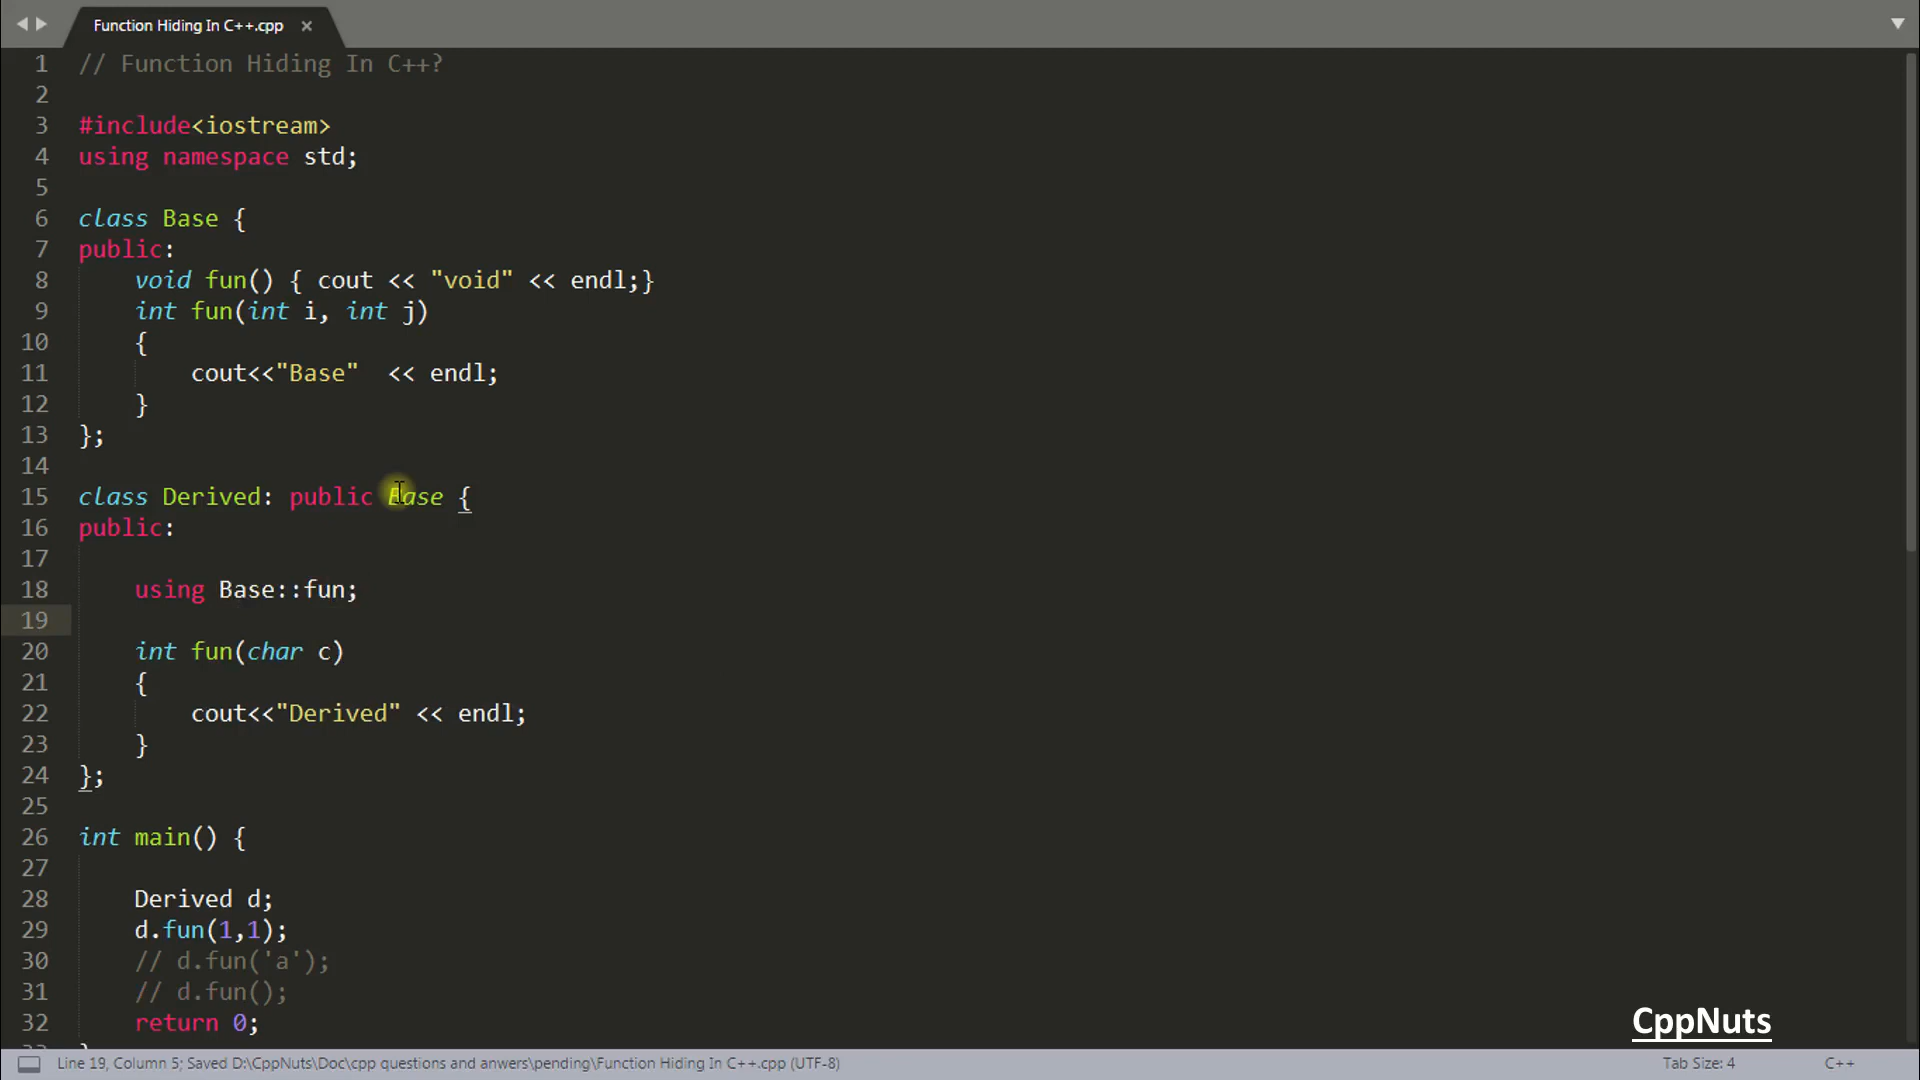 Function Hiding In C++.cpp ×
1 // Function Hiding In C++?
2
3 #include<iostream>
4 using namespace std;
5
6 class Base {
7 public:
8     void fun() { cout << "void" << endl;}
9     int fun(int i, int j)
10     {
11         cout<<"Base"  << endl;
12     }
13 };
14
15 class Derived: public Base {
16 public:
17
18     using Base::fun;
19
20     int fun(char c)
21     {
22         cout<<"Derived" << endl;
23     }
24 };
25
26 int main() {
27
28     Derived d;
29     d.fun(1,1);
30     // d.fun('a');
31     // d.fun();
32     return 0;
CppNuts
Line 19, Column 5; Saved D:\CppNuts\Doc\cpp questions and anwers\pending\Function Hiding In C++.cpp (UTF-8) Tab Size: 4 C++